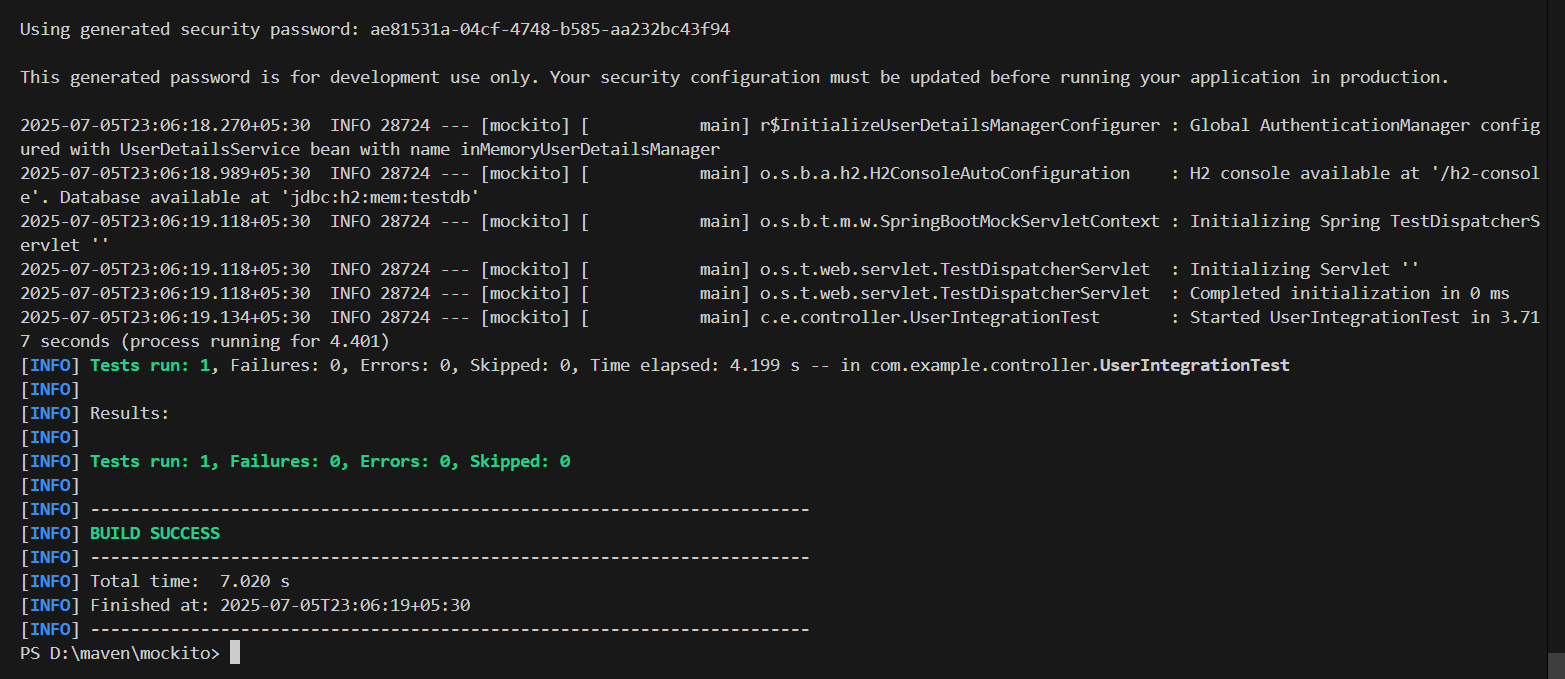 Using generated security password: ae81531a-04cf-4748-b585-aa232bc43f94
This generated password is for development use only. Your security configuration must be updated before running your application in production.
2025-07-05T23:06:18.270+05:30  INFO 28724 --- [mockito] [           main] r$InitializeUserDetailsManagerConfigurer : Global AuthenticationManager config
ured with UserDetailsService bean with name inMemoryUserDetailsManager
2025-07-05T23:06:18.989+05:30  INFO 28724 --- [mockito] [           main] o.s.b.a.h2.H2ConsoleAutoConfiguration    : H2 console available at '/h2-consol
e'. Database available at 'jdbc:h2:mem:testdb'
2025-07-05T23:06:19.118+05:30  INFO 28724 --- [mockito] [           main] o.s.b.t.m.w.SpringBootMockServletContext : Initializing Spring TestDispatcherS
ervlet ''
2025-07-05T23:06:19.118+05:30  INFO 28724 --- [mockito] [           main] o.s.t.web.servlet.TestDispatcherServlet  : Initializing Servlet ''
2025-07-05T23:06:19.118+05:30  INFO 28724 --- [mockito] [           main] o.s.t.web.servlet.TestDispatcherServlet  : Completed initialization in 0 ms
2025-07-05T23:06:19.134+05:30  INFO 28724 --- [mockito] [           main] c.e.controller.UserIntegrationTest       : Started UserIntegrationTest in 3.71
7 seconds (process running for 4.401)
[INFO] Tests run: 1, Failures: 0, Errors: 0, Skipped: 0, Time elapsed: 4.199 s -- in com.example.controller.UserIntegrationTest
[INFO]
[INFO] Results:
[INFO]
[INFO] Tests run: 1, Failures: 0, Errors: 0, Skipped: 0
[INFO]
[INFO] ------------------------------------------------------------------------
[INFO] BUILD SUCCESS
[INFO] ------------------------------------------------------------------------
[INFO] Total time:  7.020 s
[INFO] Finished at: 2025-07-05T23:06:19+05:30
[INFO] ------------------------------------------------------------------------
PS D:\maven\mockito>